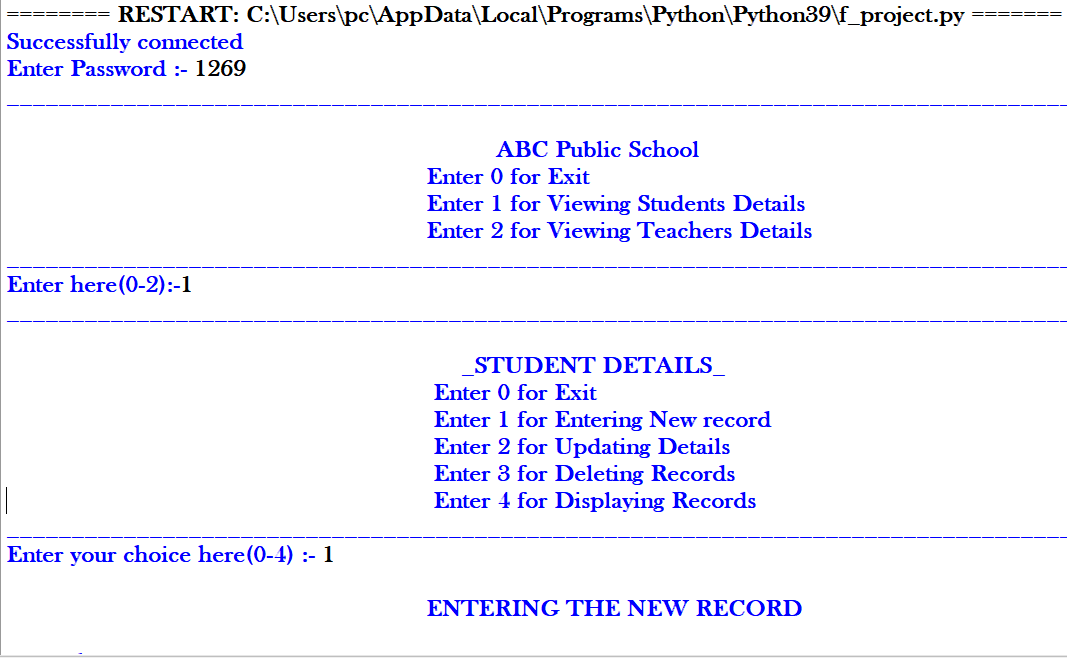 ======== RESTART: C:\Users\pc\AppData\Local\Programs\Python\Python39\f_project.py =======
Successfully connected
Enter Password :- 1269
ABC Public School
Enter 0 for Exit
Enter 1 for Viewing Students Details
Enter 2 for Viewing Teachers Details
Enter here(0-2):-1
_STUDENT DETAILS_
Enter 0 for Exit
Enter 1 for Entering New record
Enter 2 for Updating Details
Enter 3 for Deleting Records
Enter 4 for Displaying Records
Enter your choice here(0-4) :- 1
ENTERING THE NEW RECORD